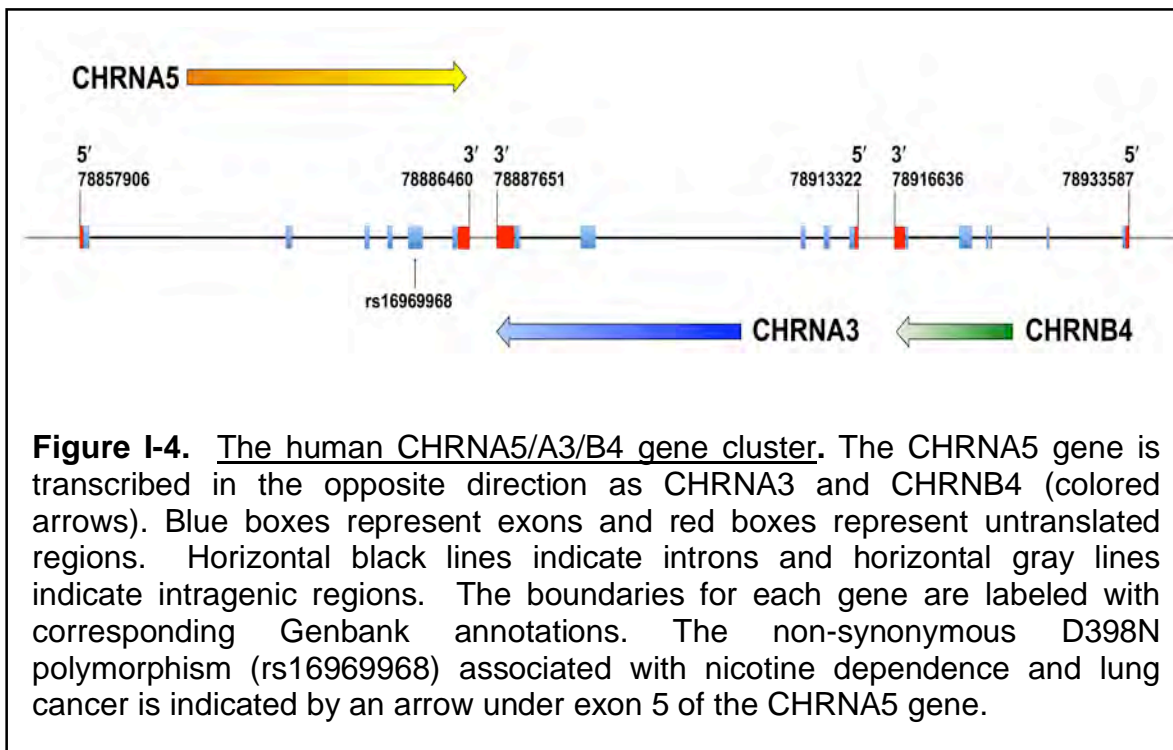 CHRNA5
5′ 3′ 3′ 5′ 3′ 5′
78857906 78886460 78887651 78913322 78916636 78933587
rs16969968
CHRNA3 CHRNB4
Figure I-4. The human CHRNA5/A3/B4 gene cluster. The CHRNA5 gene is
transcribed in the opposite direction as CHRNA3 and CHRNB4 (colored
arrows). Blue boxes represent exons and red boxes represent untranslated
regions. Horizontal black lines indicate introns and horizontal gray lines
indicate intragenic regions. The boundaries for each gene are labeled with
corresponding Genbank annotations. The non-synonymous D398N
polymorphism (rs16969968) associated with nicotine dependence and lung
cancer is indicated by an arrow under exon 5 of the CHRNA5 gene.